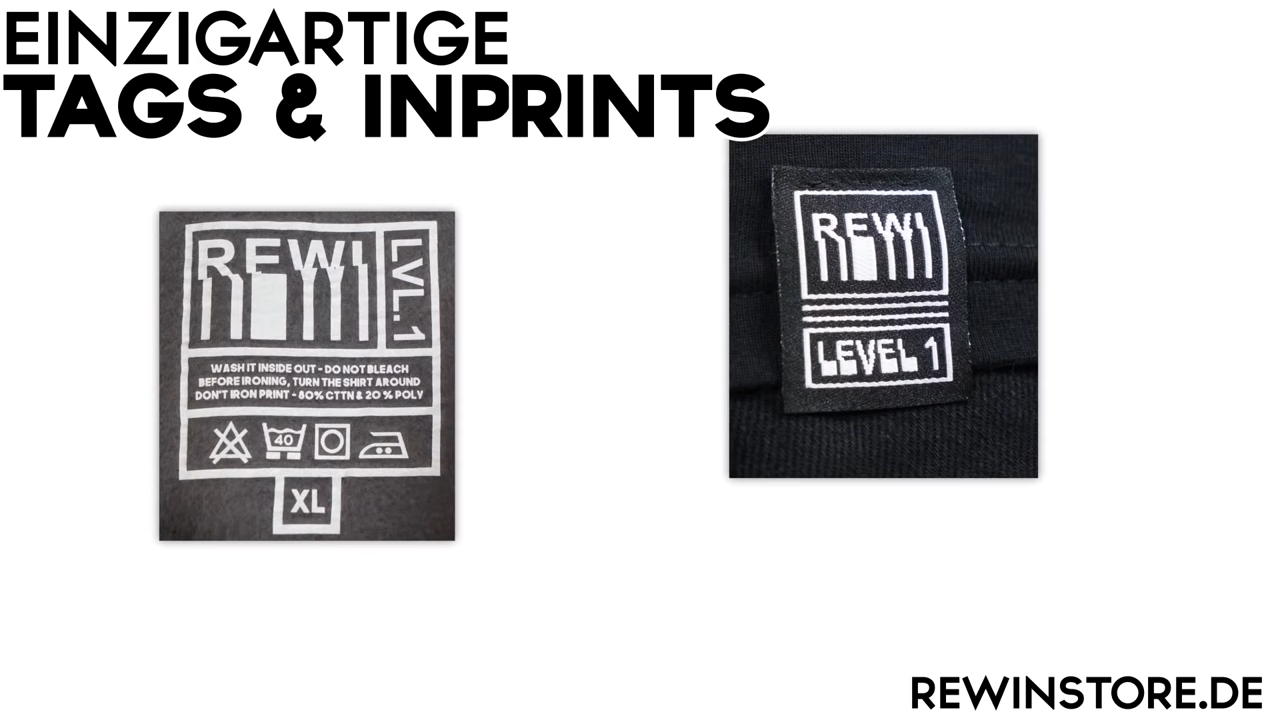 EINZIGARTIGE
TAGS & INPRINTS
REWI
LVL.1
WASH IT INSIDE OUT - DO NOT BLEACH
BEFORE IRONING, TURN THE SHIRT AROUND
DON'T IRON PRINT - 80% CTTN & 20 % POLY
40
XL
REWI
LEVEL 1
REWINSTORE.DE